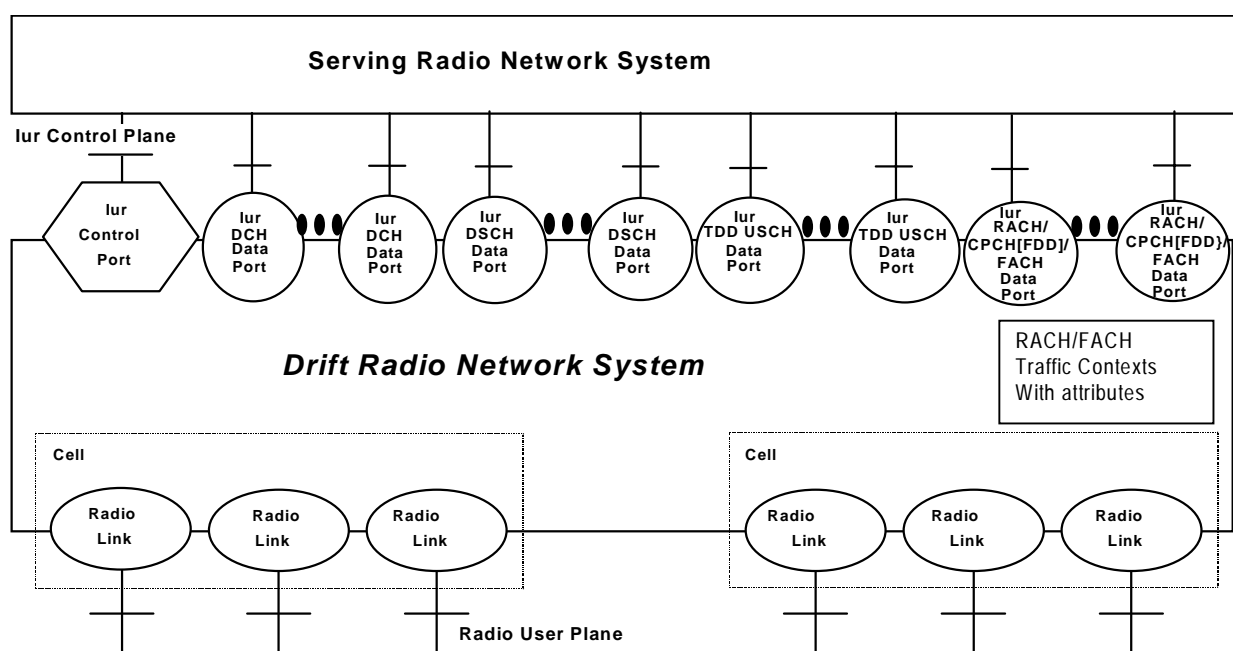 Serving Radio Network System
Iur Control Plane
Iur
Control
Port
Iur
DCH
Data
Port
Iur
DCH
Data
Port
Iur
DSCH
Data
Port
Iur
DSCH
Data
Port
Iur
TDD USCH
Data
Port
Iur
TDD USCH
Data
Port
Iur
RACH/
CPCH[FDD]/
FACH
Data
Port
Iur
RACH/
CPCH[FDD}/
FACH
Data
Port
Drift Radio Network System
RACH/FACH
Traffic Contexts
With attributes
Cell
Radio
Link
Radio
Link
Radio
Link
Cell
Radio
Link
Radio
Link
Radio
Link
Radio User Plane